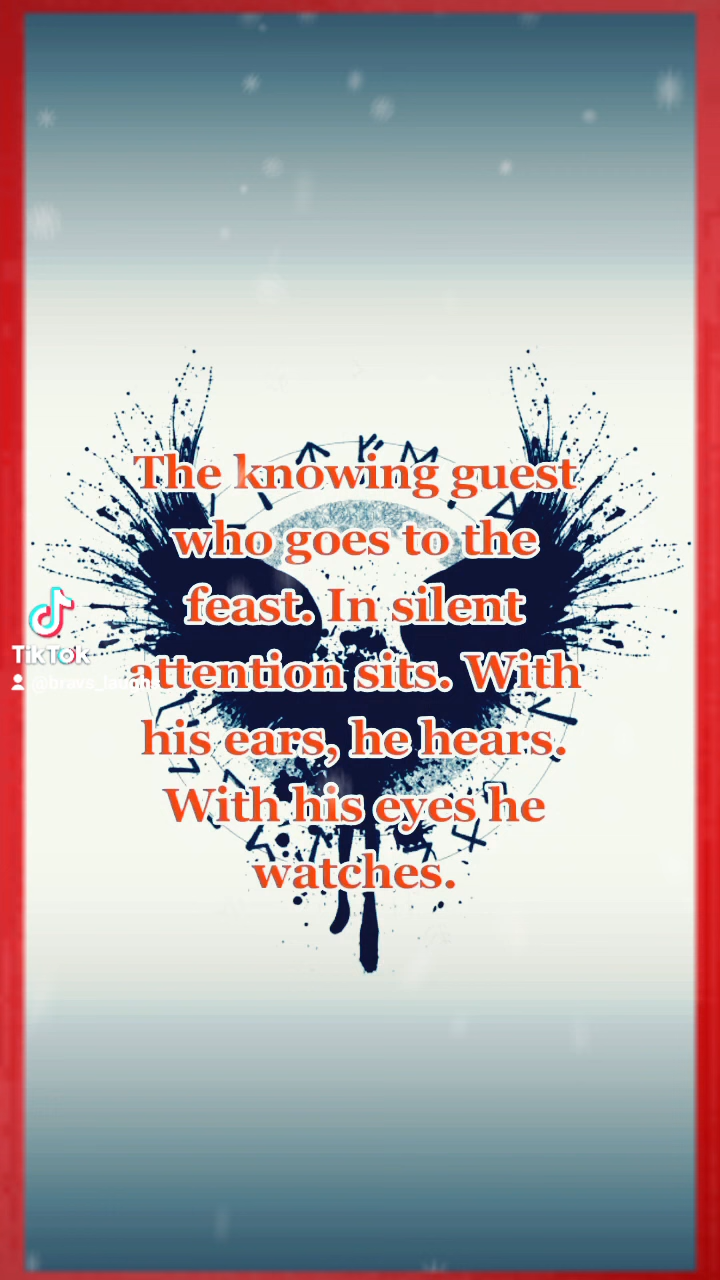 The knowing guest
who goes to the
feast. In silent
attention sits. With
his ears, he hears.
With his eyes he
watches.
TikTok